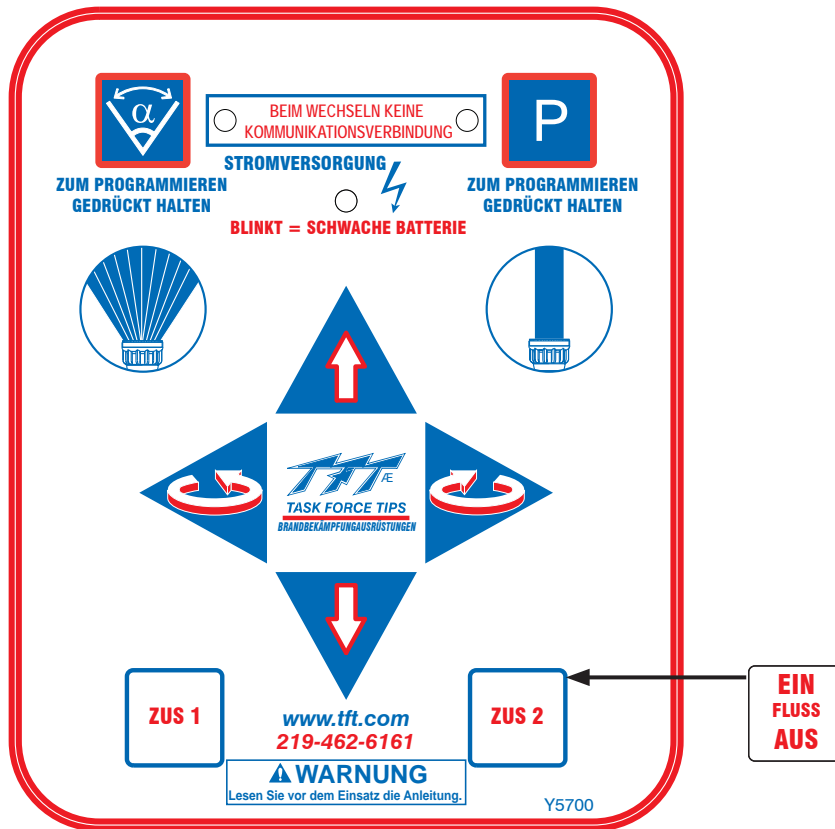 α
BEIM WECHSELN KEINE
KOMMUNIKATIONSVERBINDUNG
P
STROMVERSORGUNG
ZUM PROGRAMMIEREN
GEDRÜCKT HALTEN
ZUM PROGRAMMIEREN
GEDRÜCKT HALTEN
BLINKT = SCHWACHE BATTERIE
TFT Æ
TASK FORCE TIPS
BRANDBEKÄMPFUNGAUSRÜSTUNGEN
ZUS 1
ZUS 2
EIN
FLUSS
AUS
www.tft.com
219-462-6161
WARNUNG
Lesen Sie vor dem Einsatz die Anleitung.
Y5700